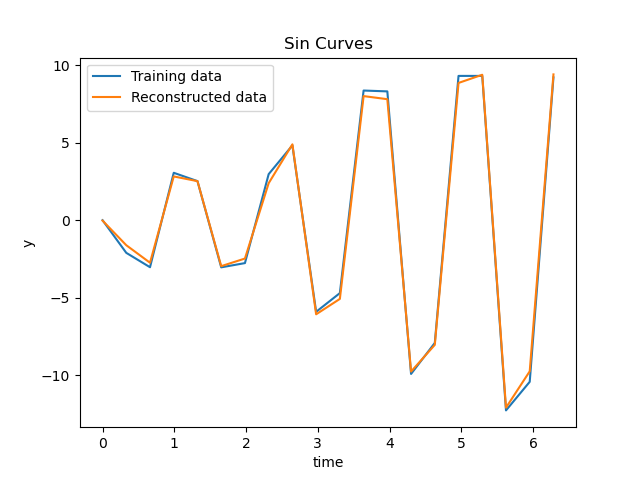 Sin Curves
Training data
Reconstructed data
y
10
5
0
−5
−10
0 1 2 3 4 5 6
time